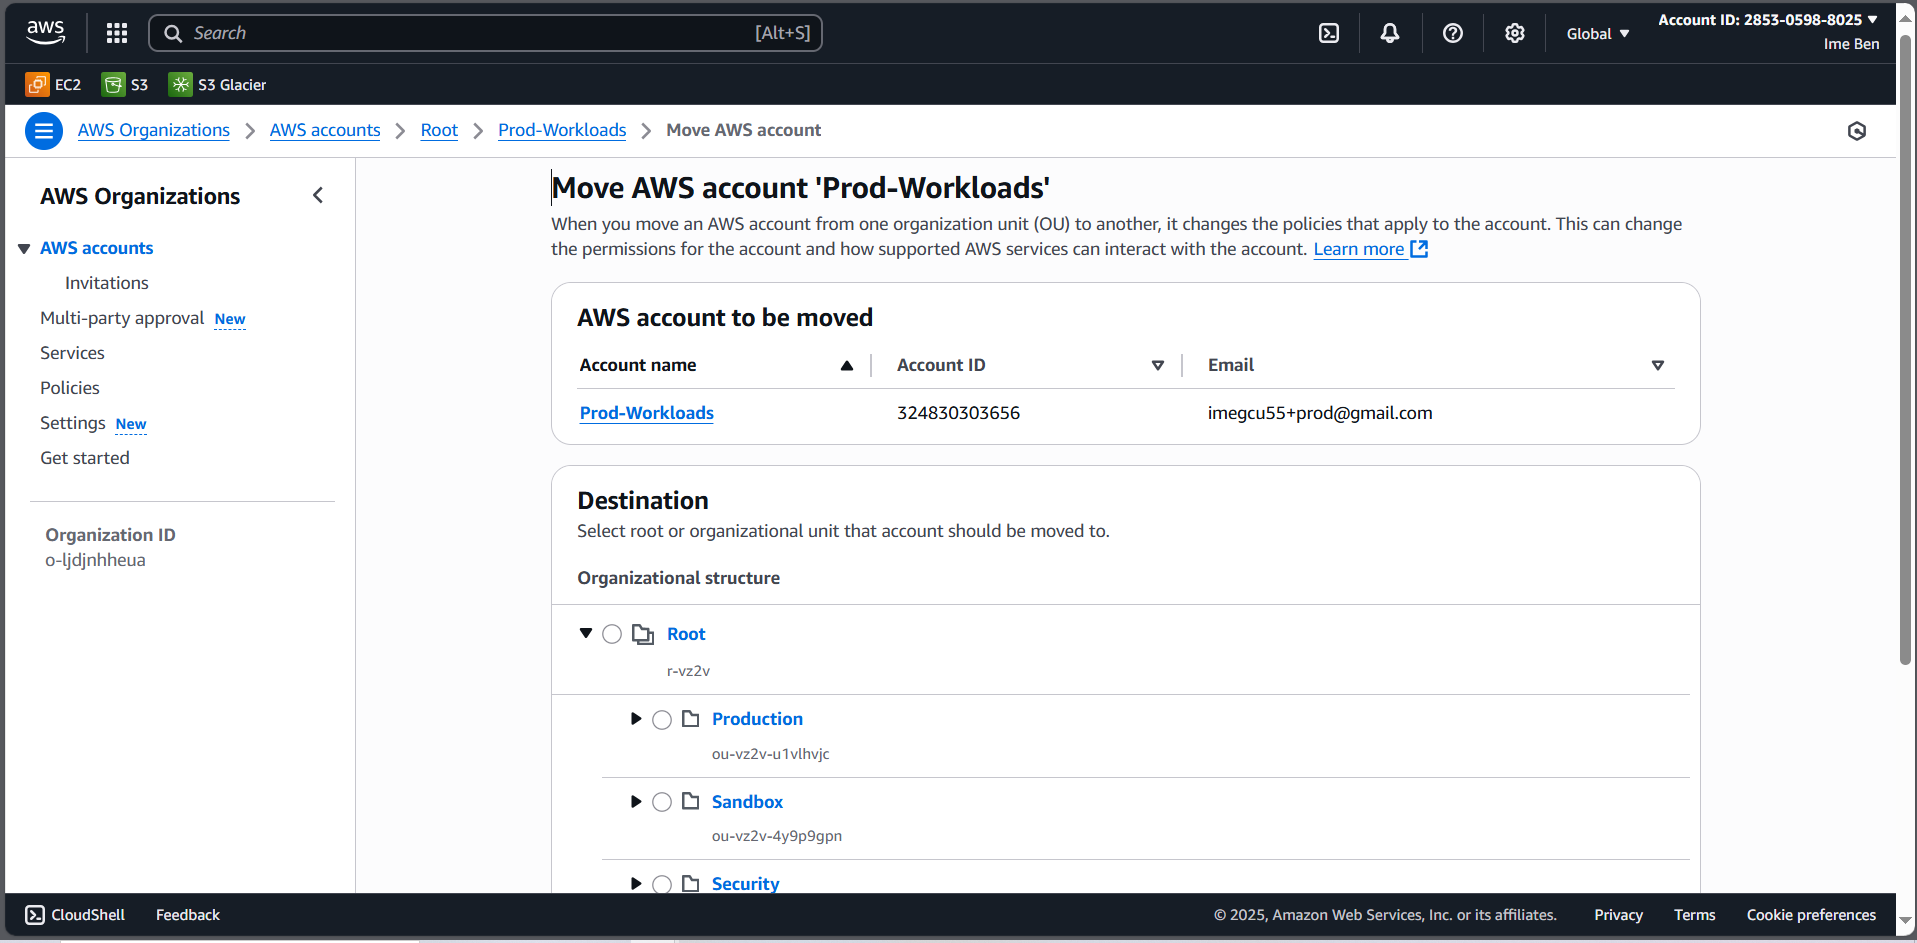 aws
Search [Alt+S]
Global
Account ID: 2853-0598-8025
Ime Ben
EC2 S3 S3 Glacier
AWS Organizations AWS accounts Root Prod-Workloads Move AWS account
AWS Organizations
AWS accounts
Invitations
Multi-party approval New
Services
Policies
Settings New
Get started
Organization ID
o-ljdjnhheua
Move AWS account 'Prod-Workloads'
When you move an AWS account from one organization unit (OU) to another, it changes the policies that apply to the account. This can change
the permissions for the account and how supported AWS services can interact with the account. Learn more
AWS account to be moved
Account name Account ID Email
Prod-Workloads 324830303656 imegcu55+prod@gmail.com
Destination
Select root or organizational unit that account should be moved to.
Organizational structure
Root
r-vz2v
Production
ou-vz2v-u1vlhvjc
Sandbox
ou-vz2v-4y9p9gpn
Security
CloudShell Feedback © 2025, Amazon Web Services, Inc. or its affiliates. Privacy Terms Cookie preferences